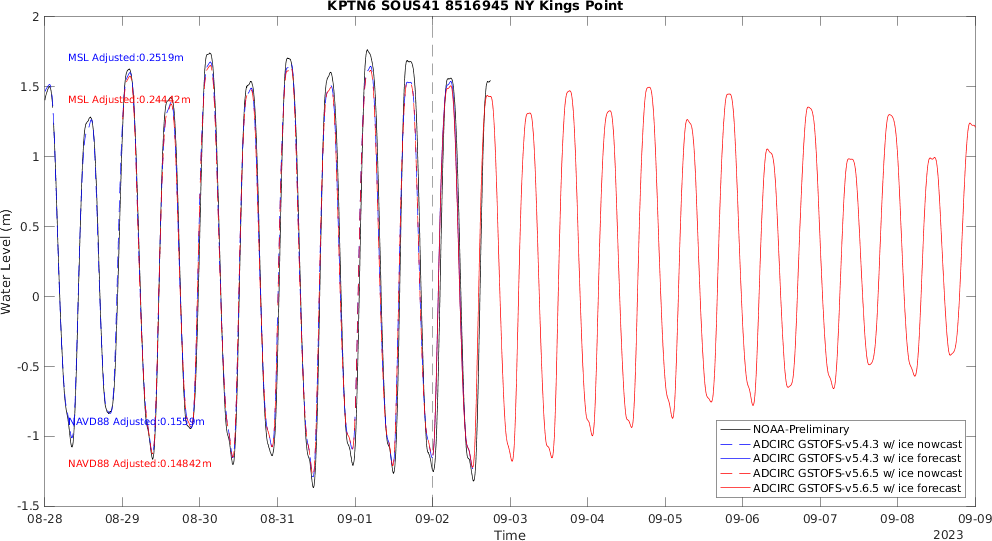 KPTN6 SOUS41 8516945 NY Kings Point
2
1.5
1
0.5
0
-0.5
-1
-1.5
Water Level (m)
MSL Adjusted:0.2519m
MSL Adjusted:0.24442m
NAVD88 Adjusted:0.1559m
NAVD88 Adjusted:0.14842m
NOAA-Preliminary
ADCIRC GSTOFS-v5.4.3 w/ ice nowcast
ADCIRC GSTOFS-v5.4.3 w/ ice forecast
ADCIRC GSTOFS-v5.6.5 w/ ice nowcast
ADCIRC GSTOFS-v5.6.5 w/ ice forecast
08-28 08-29 08-30 08-31 09-01 09-02 09-03 09-04 09-05 09-06 09-07 09-08 09-09
Time
2023